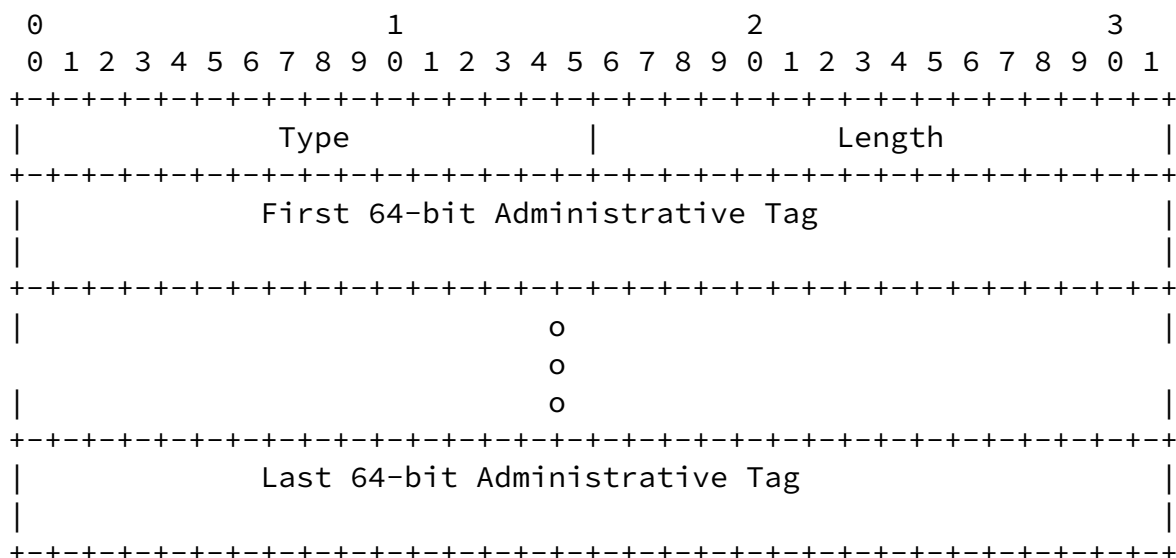 0                   1                   2                   3
 0 1 2 3 4 5 6 7 8 9 0 1 2 3 4 5 6 7 8 9 0 1 2 3 4 5 6 7 8 9 0 1
+-+-+-+-+-+-+-+-+-+-+-+-+-+-+-+-+-+-+-+-+-+-+-+-+-+-+-+-+-+-+-+-+
|              Type             |             Length            |
+-+-+-+-+-+-+-+-+-+-+-+-+-+-+-+-+-+-+-+-+-+-+-+-+-+-+-+-+-+-+-+-+
|             First 64-bit Administrative Tag                   |
|                                                               |
+-+-+-+-+-+-+-+-+-+-+-+-+-+-+-+-+-+-+-+-+-+-+-+-+-+-+-+-+-+-+-+-+
|                             o                                 |
                              o
|                             o                                 |
+-+-+-+-+-+-+-+-+-+-+-+-+-+-+-+-+-+-+-+-+-+-+-+-+-+-+-+-+-+-+-+-+
|             Last 64-bit Administrative Tag                    |
|                                                               |
+-+-+-+-+-+-+-+-+-+-+-+-+-+-+-+-+-+-+-+-+-+-+-+-+-+-+-+-+-+-+-+-+